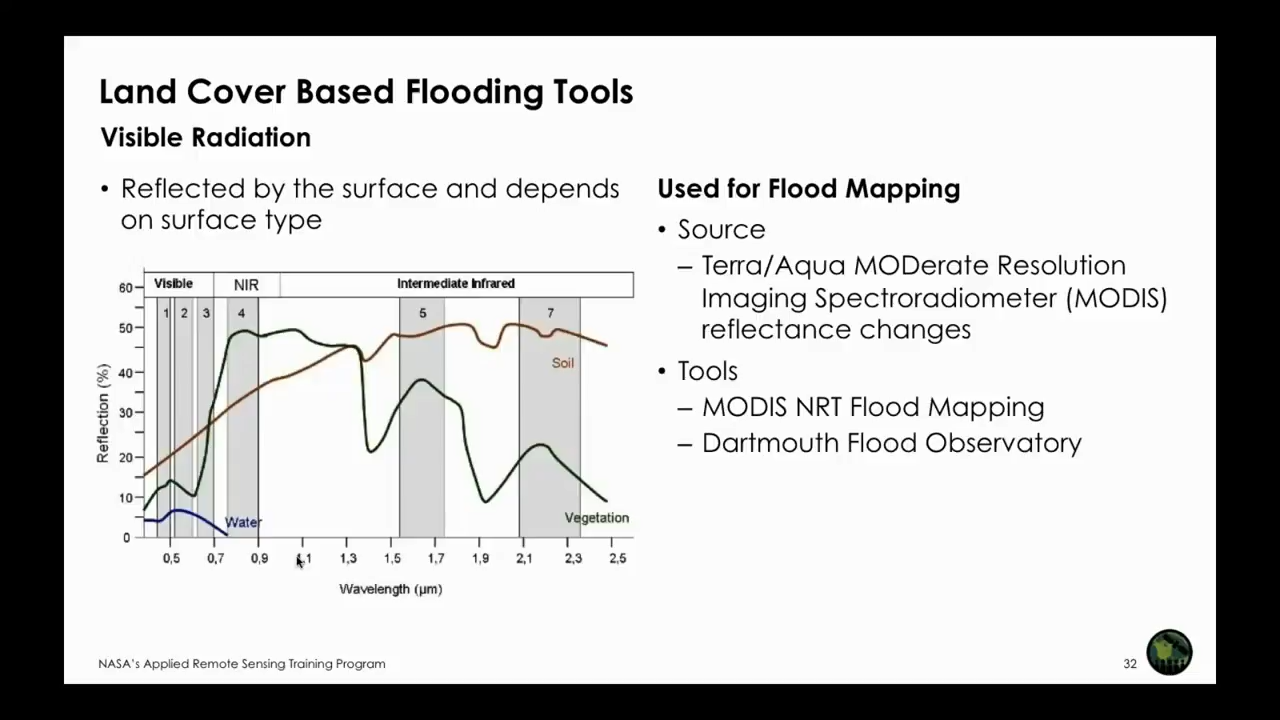 Land Cover Based Flooding Tools
Visible Radiation
• Reflected by the surface and depends
on surface type
Visible NIR Intermediate Infrared
60
50
40
30
20
10
0
1 2 3 4 5 7
Reflection (%)
Soil
Water
Vegetation
0,5 0,7 0,9 1,1 1,3 1,5 1,7 1,9 2,1 2,3 2,5
Wavelength (µm)
Used for Flood Mapping
• Source
– Terra/Aqua MODerate Resolution
Imaging Spectroradiometer (MODIS)
reflectance changes
• Tools
– MODIS NRT Flood Mapping
– Dartmouth Flood Observatory
NASA's Applied Remote Sensing Training Program
32